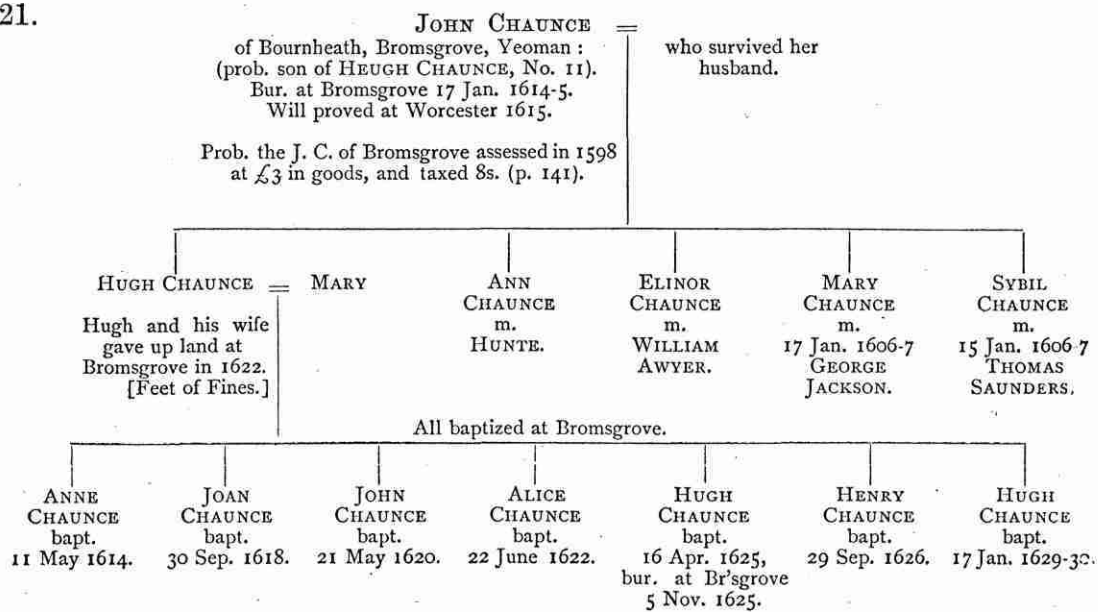 21.
JOHN CHAUNCE =
of Bournheath, Bromsgrove, Yeoman :
(prob. son of HEUGH CHAUNCE, No. 11).
Bur. at Bromsgrove 17 Jan. 1614-5.
Will proved at Worcester 1615.
Prob. the J. C. of Bromsgrove assessed in 1598
at £3 in goods, and taxed 8s. (p. 141).
who survived her
husband.
HUGH CHAUNCE = MARY
Hugh and his wife
gave up land at
Bromsgrove in 1622.
[Feet of Fines.]
ANN
CHAUNCE
m.
HUNTE.
ELINOR
CHAUNCE
m.
WILLIAM
AWYER.
MARY
CHAUNCE
m.
17 Jan. 1606-7
GEORGE
JACKSON.
SYBIL
CHAUNCE
m.
15 Jan. 1606-7
THOMAS
SAUNDERS.
All baptized at Bromsgrove.
ANNE
CHAUNCE
bapt.
11 May 1614.
JOAN
CHAUNCE
bapt.
30 Sep. 1618.
JOHN
CHAUNCE
bapt.
21 May 1620.
ALICE
CHAUNCE
bapt.
22 June 1622.
HUGH
CHAUNCE
bapt.
16 Apr. 1625,
bur. at Br'sgrove
5 Nov. 1625.
HENRY
CHAUNCE
bapt.
29 Sep. 1626.
HUGH
CHAUNCE
bapt.
17 Jan. 1629-30.